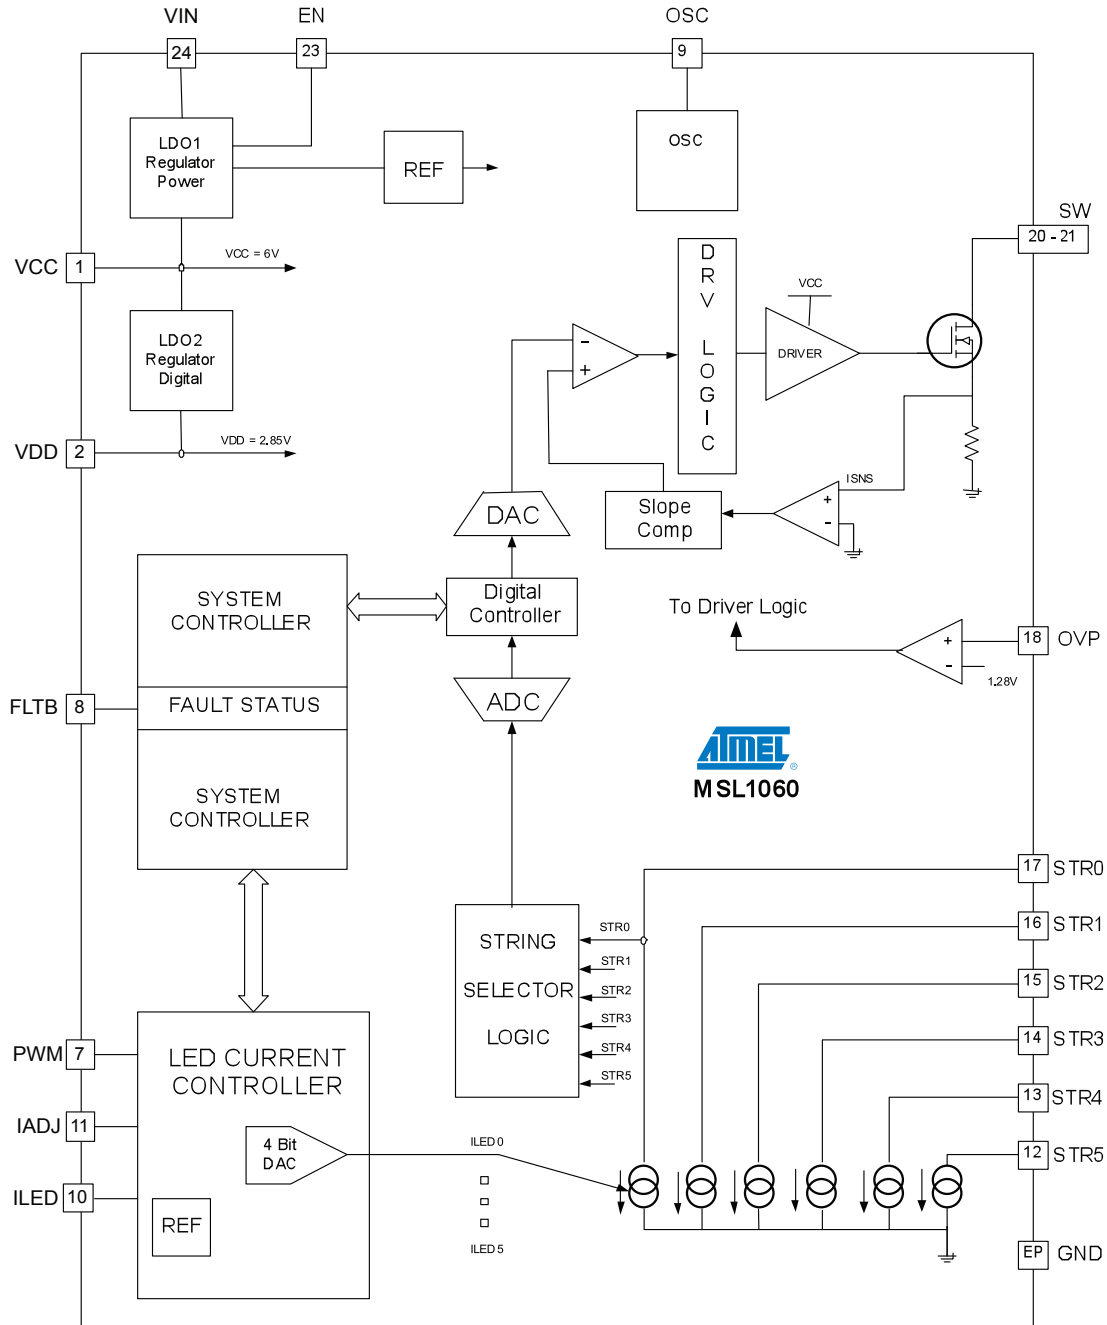 VIN
EN
OSC
24
23
9
LDO1
Regulator
Power
REF
OSC
SW
20 - 21
VCC
1
VCC = 6V
LDO2
Regulator
Digital
VDD
2
VDD = 2.85V
D
R
V
L
O
G
I
C
VCC
DRIVER
-
+
ISNS
+
-
Slope
Comp
DAC
Digital
Controller
ADC
SYSTEM
CONTROLLER
FAULT STATUS
SYSTEM
CONTROLLER
FLTB
8
To Driver Logic
+
-
1.28V
18
OVP
ATMEL
®
MSL1060
STRING
SELECTOR
LOGIC
STR0
STR1
STR2
STR3
STR4
STR5
17
STR0
16
STR1
15
STR2
14
STR3
13
STR4
12
STR5
PWM
7
IADJ
11
ILED
10
LED CURRENT
CONTROLLER
4 Bit
DAC
REF
ILED 0
ILED 5
EP
GND